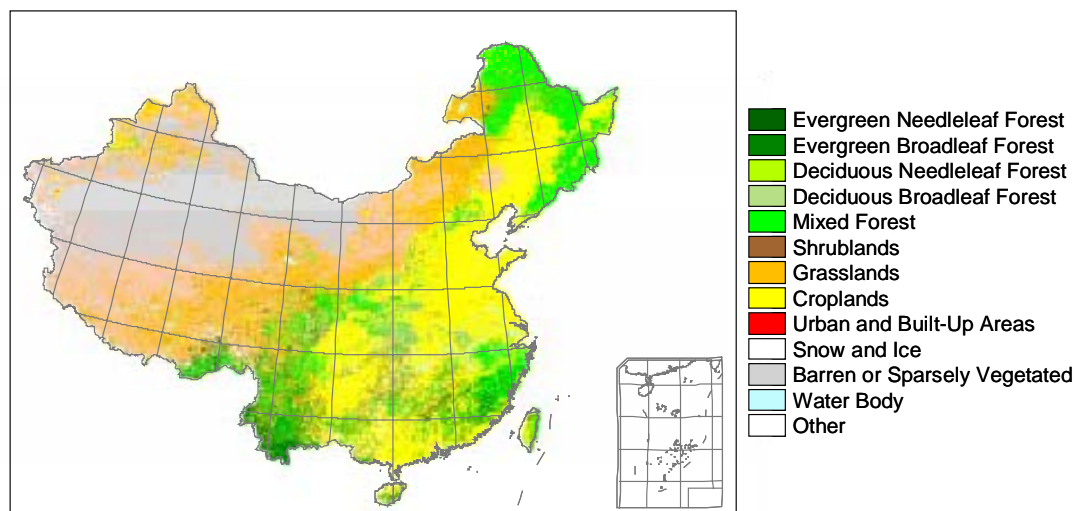 Evergreen Needleleaf Forest
Evergreen Broadleaf Forest
Deciduous Needleleaf Forest
Deciduous Broadleaf Forest
Mixed Forest
Shrublands
Grasslands
Croplands
Urban and Built-Up Areas
Snow and Ice
Barren or Sparsely Vegetated
Water Body
Other